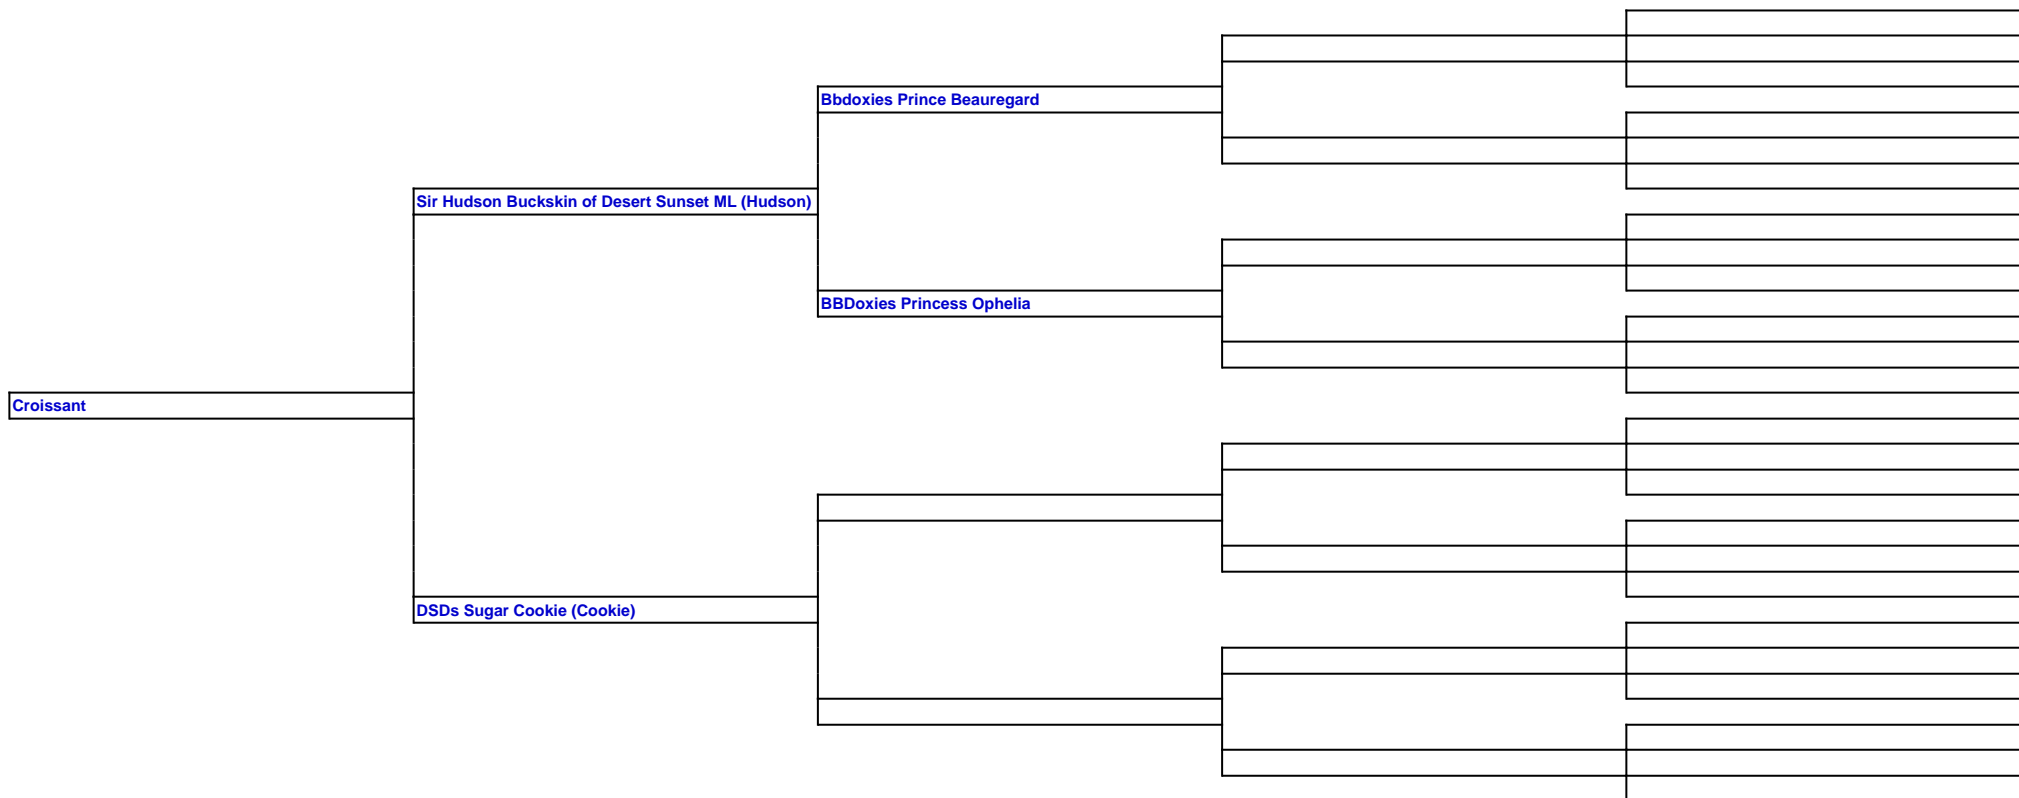 Bbdoxies Prince Beauregard
Sir Hudson Buckskin of Desert Sunset ML (Hudson)
BBDoxies Princess Ophelia
Croissant
DSDs Sugar Cookie (Cookie)